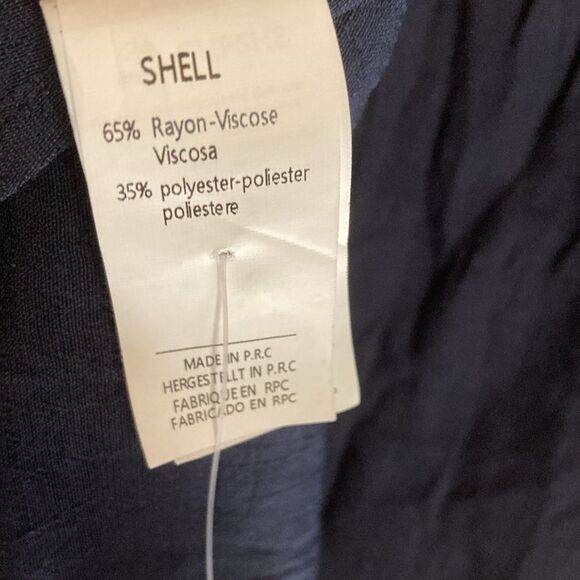 SHELL
65% Rayon-Viscose
Viscosa
35% polyester-poliester
poliestere
MADE IN P.R.C
HERGESTELLT IN P.R.C
FABRIQUE EN RPC
FABRICADO EN RPC